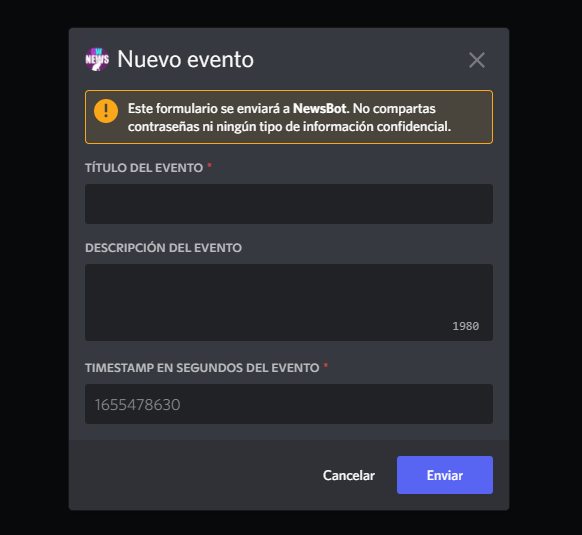 NEWS
Nuevo evento
Este formulario se enviará a NewsBot. No compartas
contraseñas ni ningún tipo de información confidencial.
TÍTULO DEL EVENTO *
DESCRIPCIÓN DEL EVENTO
1980
TIMESTAMP EN SEGUNDOS DEL EVENTO *
1655478630
Cancelar
Enviar